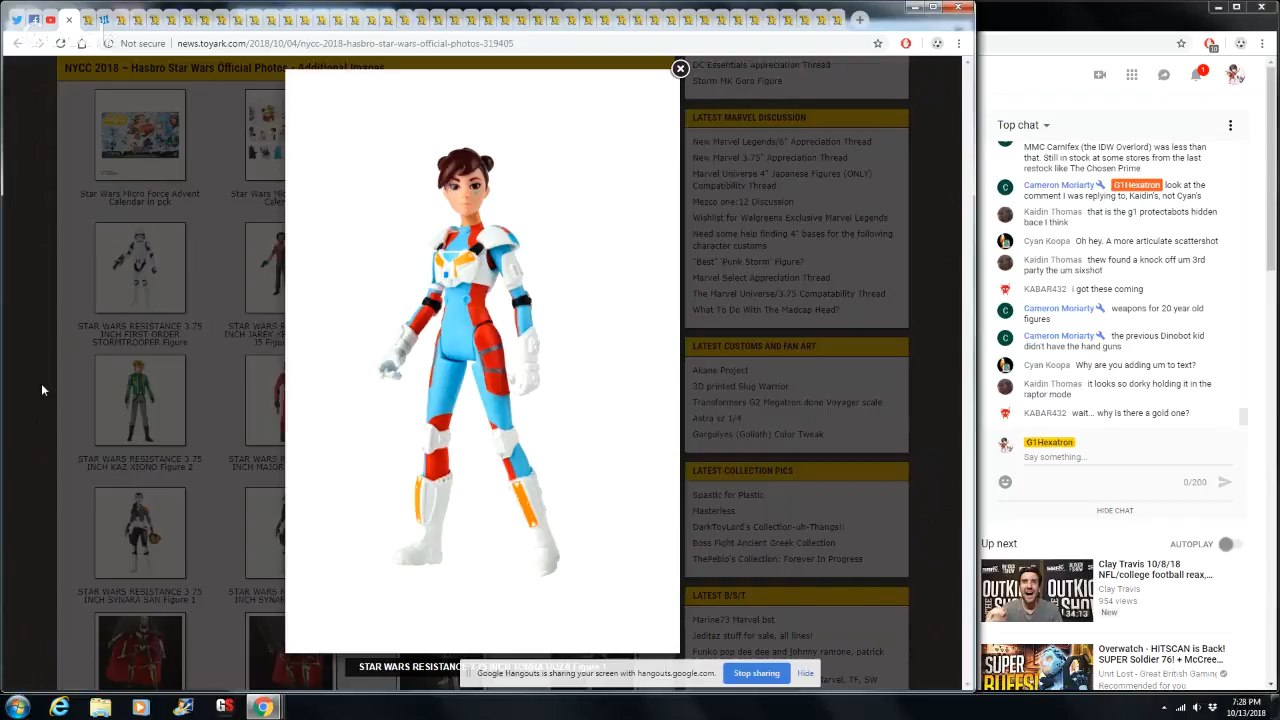 Not secure
news.toyark.com/2018/10/04/nycc-2018-hasbro-star-wars-official-photos-319405
NYCC 2018 – Hasbro Star Wars Official Photos - Additional Images
Star Wars Micro Force Advent
Calendar in pck
STAR WARS RESISTANCE 3 75
INCH FIRST ORDER
STORMTROOPER Figure
STAR WARS RESISTANCE 3 75
INCH KAZ XIONO Figure 2
STAR WARS RESISTANCE 3 75
INCH SYNARA SAN Figure 1
DC Essentials Appreciation Thread
Storm MK Goro Figure
LATEST MARVEL DISCUSSION
New Marvel Legends/6" Appreciation Thread
New Marvel 3.75" Appreciation Thread
Marvel Universe 4" Japanese Figures (ONLY)
Compatibility Thread
Mezco one:12 Discussion
Wishlist for Walgreens Exclusive Marvel Legends
Need some help finding 4" bases for the following
character customs
"Best" 'Punk Storm' Figure?
Marvel Select Appreciation Thread
The Marvel Universe/3.75 Compatability Thread
What To Do With The Madcap Head?
LATEST CUSTOMS AND FAN ART
Akane Project
3D printed Slug Warrior
Transformers G2 Megatron done Voyager scale
Astra sz 1/4
Gargolyes (Goliath) Color Tweak
LATEST COLLECTION PICS
Spastic for Plastic
Masterless
DarkToyLord's Collection-uh-Thangs!!
Boss Fight Ancient Greek Collection
ThePeblo's Collection: Forever In Progress
LATEST B/S/T
Marine73 Marvel bst
Jeditaz stuff for sale, all lines!
Funko pop dee dee and johnny ramone, patrick
Marvel, TF, SW
STAR WARS RESISTANCE
Google Hangouts is sharing your screen with hangouts.google.com.
Stop sharing
Hide
10
1
Top chat
MMC Carnifex (the IDW Overlord) was less than
that. Still in stock at some stores from the last
restock like The Chosen Prime
C Cameron Moriarty G1Hexatron look at the
comment I was replying to, Kaidin's, not Cyan's
Kaidin Thomas that is the g1 protectabots hidden
bace I think
Cyan Koopa Oh hey. A more articulate scattershot
Kaidin Thomas thew found a knock off um 3rd
party the um sixshot
KABAR432 i got these coming
C Cameron Moriarty weapons for 20 year old
figures
C Cameron Moriarty the previous Dinobot kid
didn't have the hand guns
Cyan Koopa Why are you adding um to text?
Kaidin Thomas it looks so dorky holding it in the
raptor mode
KABAR432 wait... why is there a gold one?
G1Hexatron
Say something...
0/200
HIDE CHAT
Up next
AUTOPLAY
Clay Travis 10/8/18
NFL/college football reax,...
Clay Travis
954 views
New
34:13
Overwatch - HITSCAN is Back!
SUPER Soldier 76! + McCree...
Unit Lost - Great British Gaming
Recommended for you
SUPER
BUFFS!
GS
7:28 PM
10/13/2018